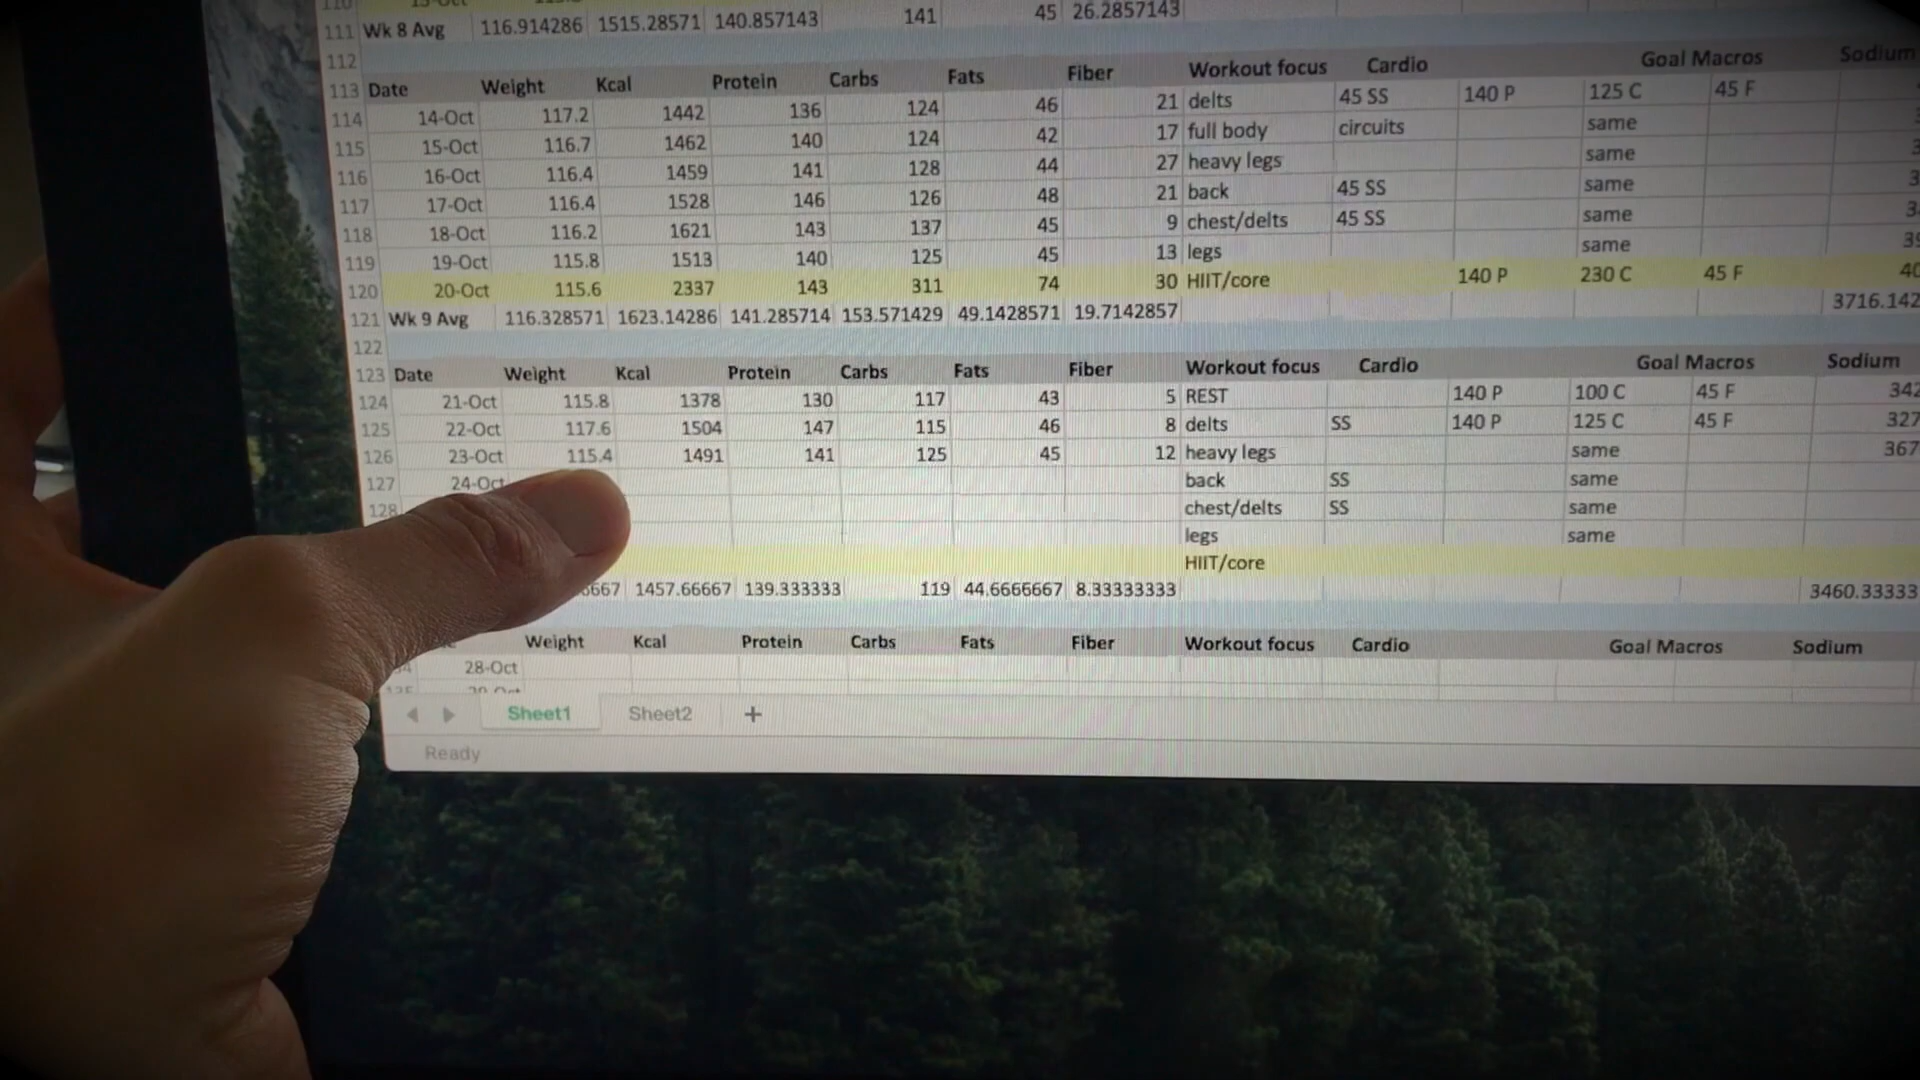 111 Wk 8 Avg 116.914286 1515.28571 140.857143 141 45 26.2857143
112
113 Date Weight Kcal Protein Carbs Fats Fiber Workout focus Cardio Goal Macros Sodium
114 14-Oct 117.2 1442 136 124 46 21 delts 45 SS 140 P 125 C 45 F
115 15-Oct 116.7 1462 140 124 42 17 full body circuits same
116 16-Oct 116.4 1459 141 128 44 27 heavy legs same
117 17-Oct 116.4 1528 146 126 48 21 back 45 SS same
118 18-Oct 116.2 1621 143 137 45 9 chest/delts 45 SS same
119 19-Oct 115.8 1513 140 125 45 13 legs same
120 20-Oct 115.6 2337 143 311 74 30 HIIT/core 140 P 230 C 45 F 40
121 Wk 9 Avg 116.328571 1623.14286 141.285714 153.571429 49.1428571 19.7142857 3716.142
122
123 Date Weight Kcal Protein Carbs Fats Fiber Workout focus Cardio Goal Macros Sodium
124 21-Oct 115.8 1378 130 117 43 5 REST 140 P 100 C 45 F 342
125 22-Oct 117.6 1504 147 115 46 8 delts SS 140 P 125 C 45 F 327
126 23-Oct 115.4 1491 141 125 45 12 heavy legs same 367
127 24-Oct back SS same
128 chest/delts SS same
legs same
HIIT/core
667 1457.66667 139.333333 119 44.6666667 8.33333333 3460.33333
Weight Kcal Protein Carbs Fats Fiber Workout focus Cardio Goal Macros Sodium
28-Oct
Sheet1 Sheet2 +
Ready